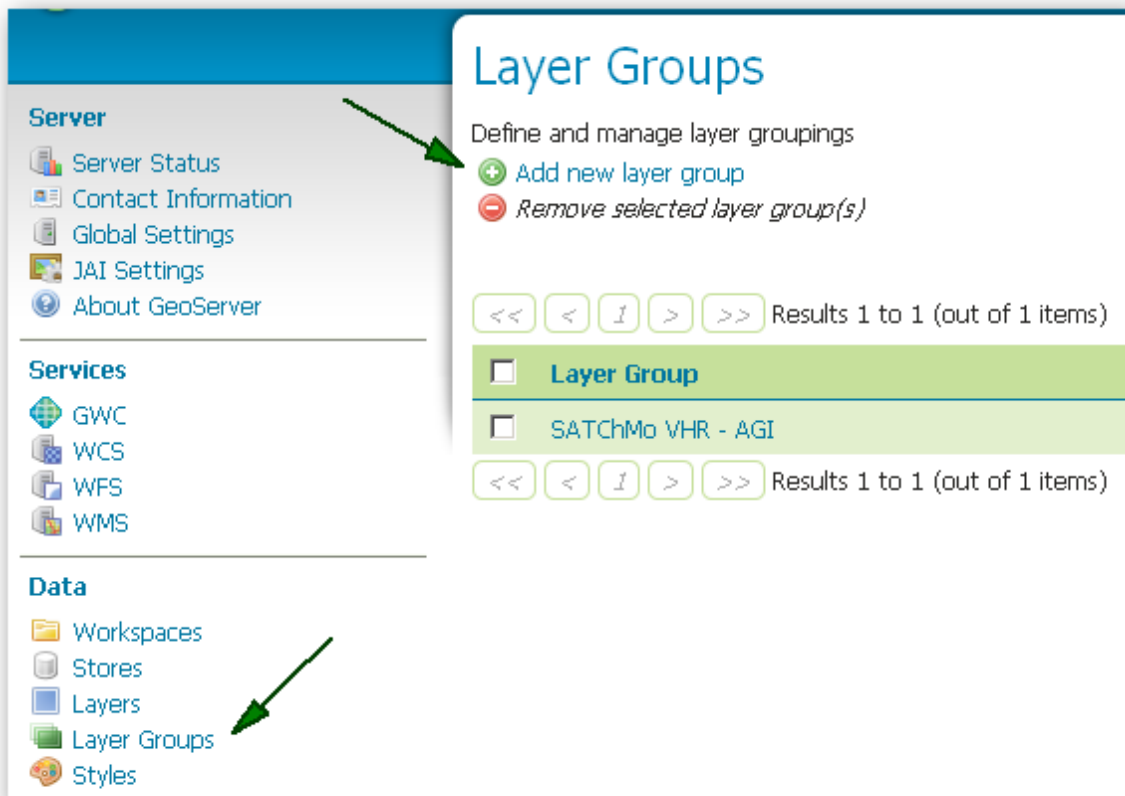 Server
Server Status
Contact Information
Global Settings
JAI Settings
About GeoServer
Services
GWC
WCS
WFS
WMS
Data
Workspaces
Stores
Layers
Layer Groups
Styles
Layer Groups
Define and manage layer groupings
Add new layer group
Remove selected layer group(s)
<< < 1 > >> Results 1 to 1 (out of 1 items)
Layer Group
SATChMo VHR - AGI
<< < 1 > >> Results 1 to 1 (out of 1 items)